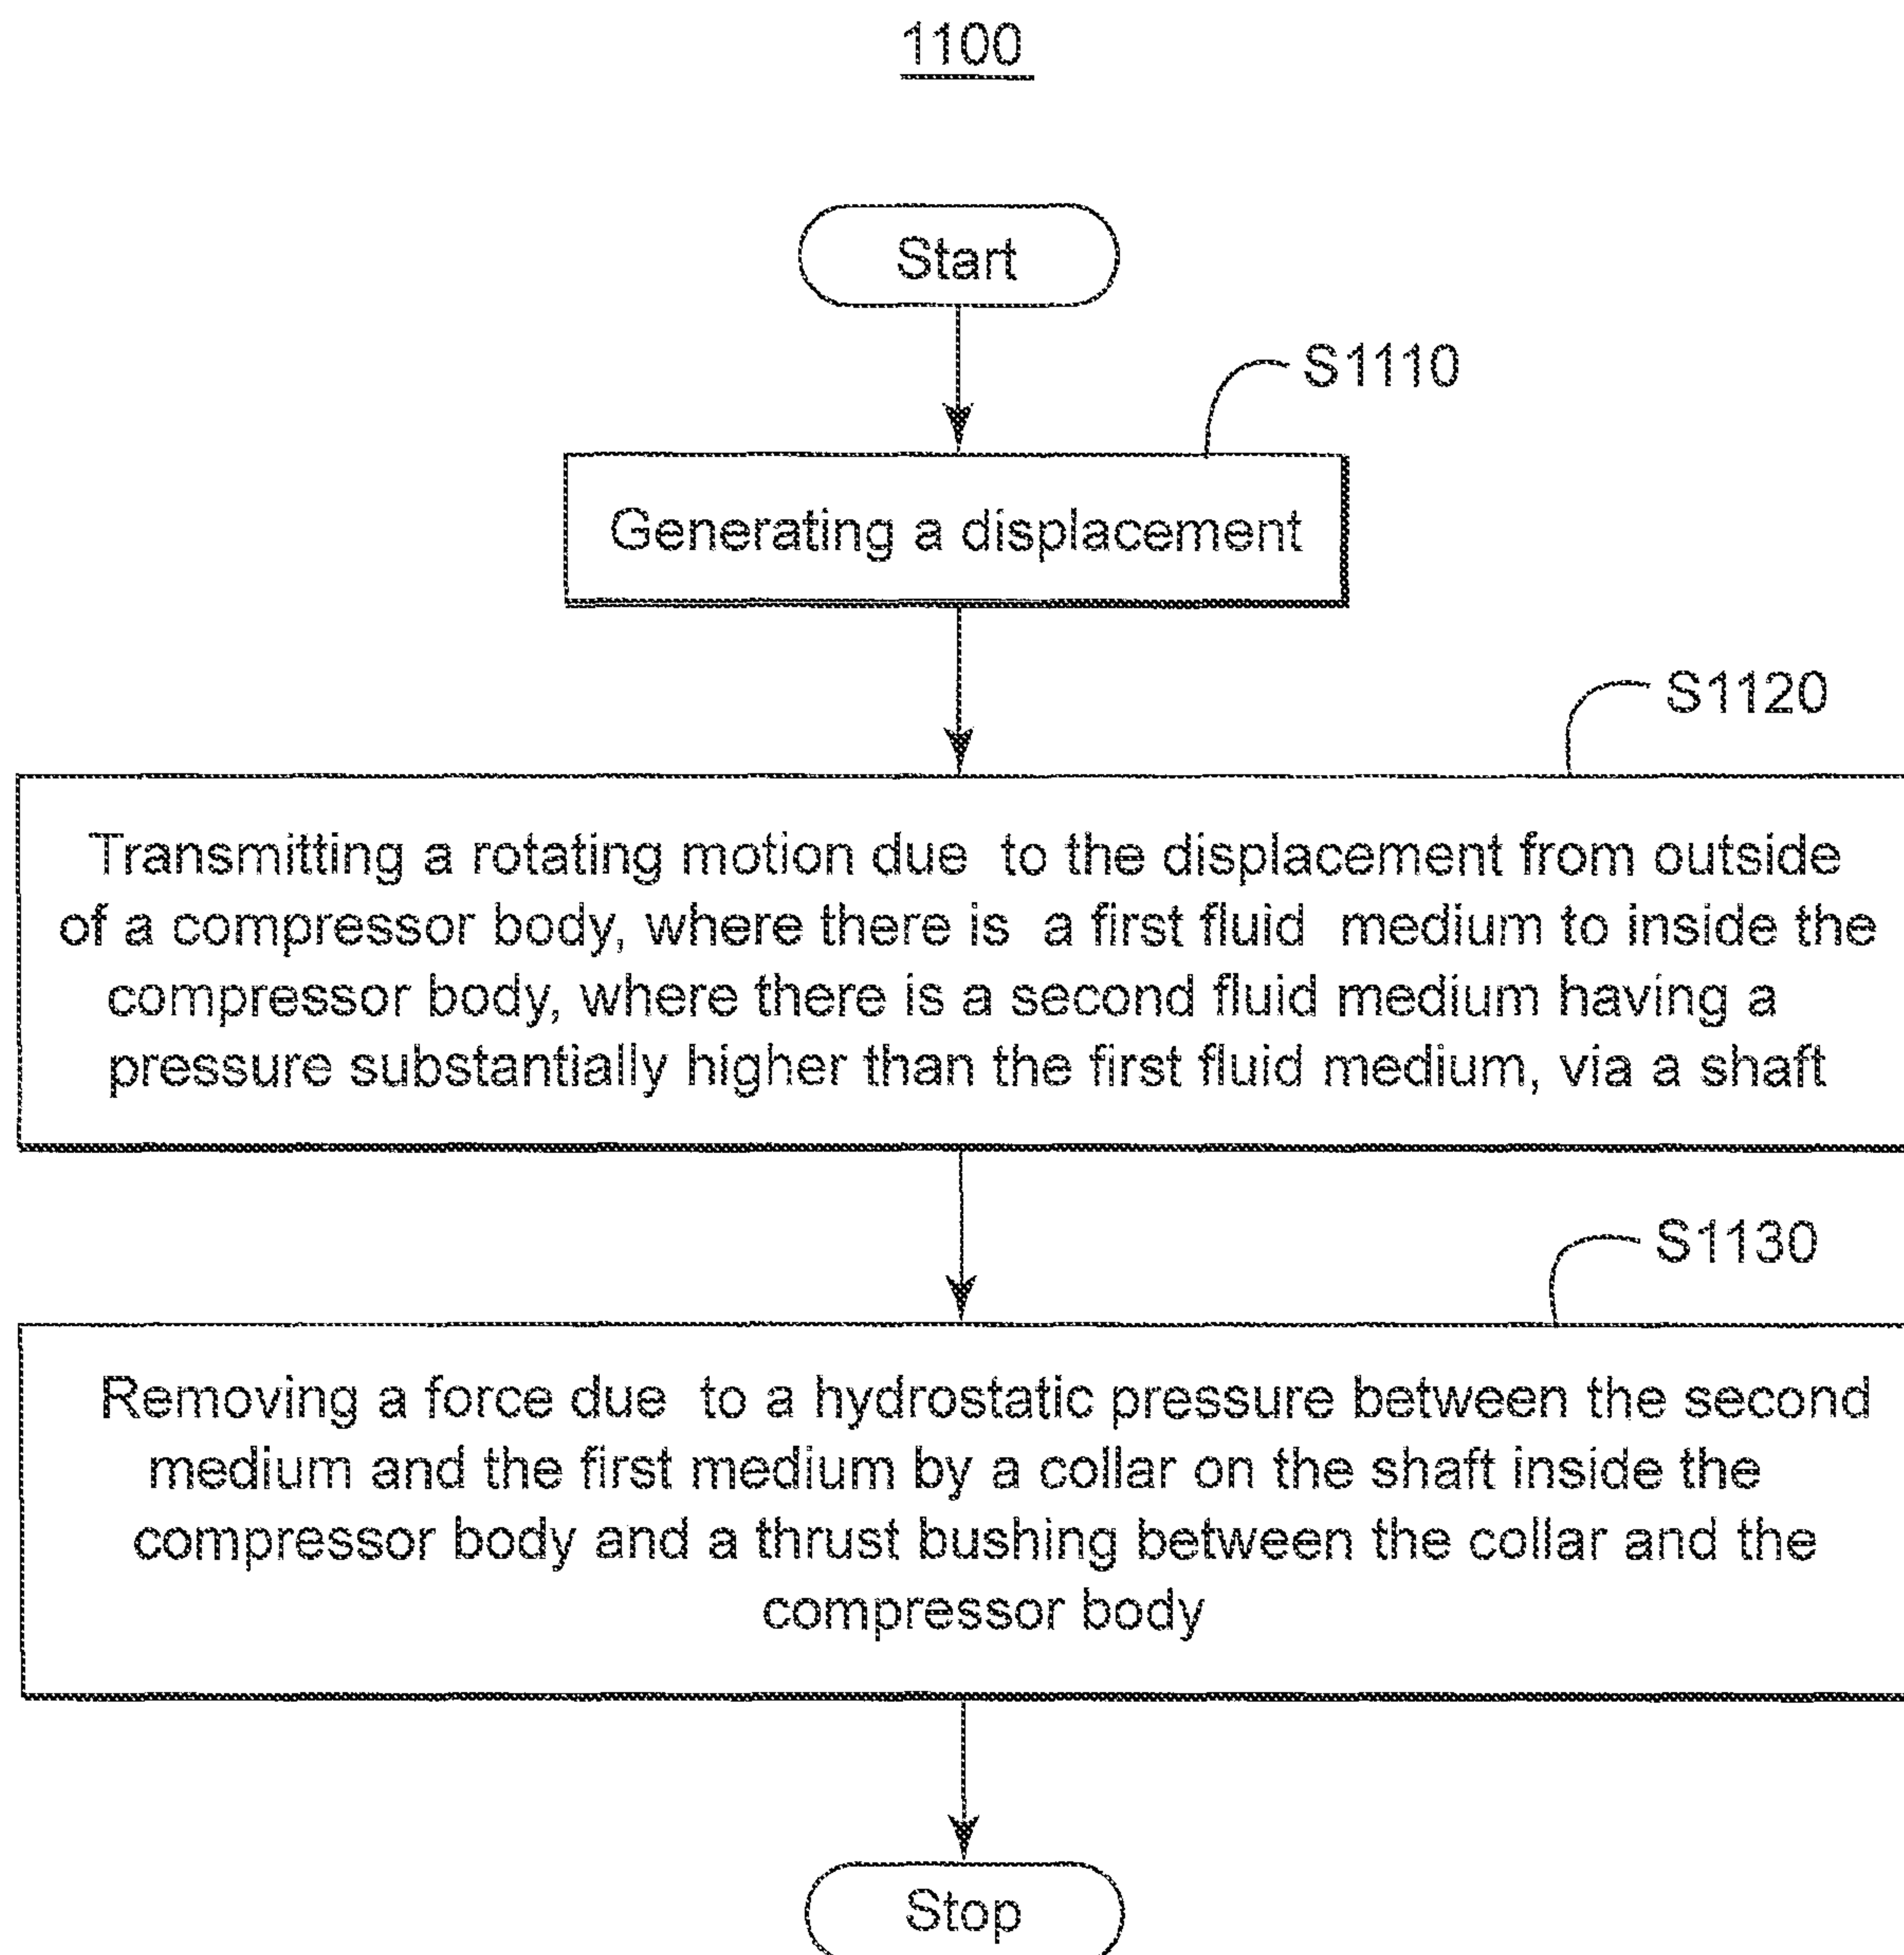 1100
Start
S1110
Generating a displacement
S1120
Transmitting a rotating motion due to the displacement from outside
of a compressor body, where there is a first fluid medium to inside the
compressor body, where there is a second fluid medium having a
pressure substantially higher than the first fluid medium, via a shaft
S1130
Removing a force due to a hydrostatic pressure between the second
medium and the first medium by a collar on the shaft inside the
compressor body and a thrust bushing between the collar and the
compressor body
Stop